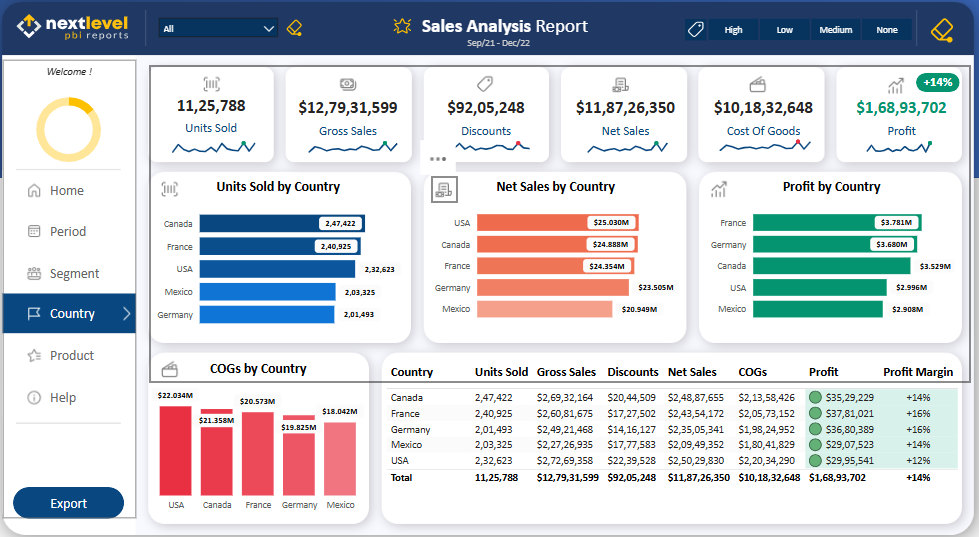 nextlevel
pbi reports
All
Sales Analysis Report
Sep/21 - Dec/22
High Low Medium None
Welcome !
Home
Period
Segment
Country
Product
Help
Export
11,25,788
Units Sold
$12,79,31,599
Gross Sales
$92,05,248
Discounts
$11,87,26,350
Net Sales
$10,18,32,648
Cost Of Goods
+14%
$1,68,93,702
Profit
Units Sold by Country
Canada 2,47,422
France 2,40,925
USA 2,32,623
Mexico 2,03,325
Germany 2,01,493
Net Sales by Country
USA $25.030M
Canada $24.888M
France $24.354M
Germany $23.505M
Mexico $20.949M
Profit by Country
France $3.781M
Germany $3.680M
Canada $3.529M
USA $2.996M
Mexico $2.908M
COGs by Country
$22.034M $21.358M $20.573M $19.825M $18.042M
USA Canada France Germany Mexico
Country Units Sold Gross Sales Discounts Net Sales COGs Profit Profit Margin
Canada 2,47,422 $2,69,32,164 $20,44,509 $2,48,87,655 $2,13,58,426 $35,29,229 +14%
France 2,40,925 $2,60,81,675 $17,27,502 $2,43,54,172 $2,05,73,152 $37,81,021 +16%
Germany 2,01,493 $2,49,21,468 $14,16,127 $2,35,05,341 $1,98,24,952 $36,80,389 +16%
Mexico 2,03,325 $2,27,26,935 $17,77,583 $2,09,49,352 $1,80,41,829 $29,07,523 +14%
USA 2,32,623 $2,72,69,358 $22,39,528 $2,50,29,830 $2,20,34,290 $29,95,541 +12%
Total 11,25,788 $12,79,31,599 $92,05,248 $11,87,26,350 $10,18,32,648 $1,68,93,702 +14%